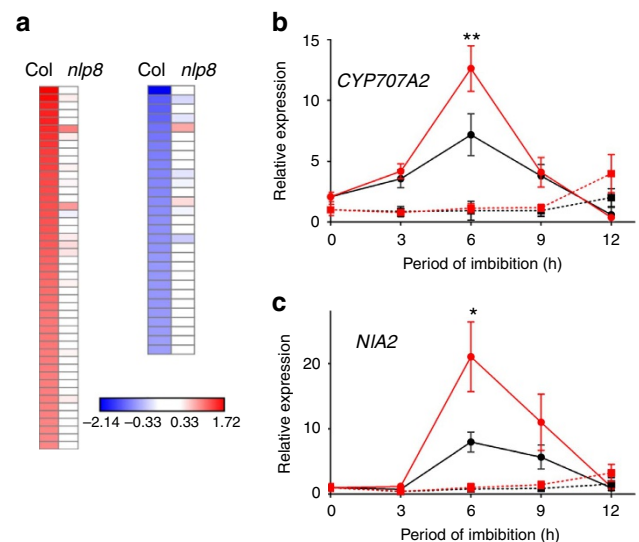 a
Col nlp8
Col nlp8
−2.14 −0.33 0.33 1.72
b
**
CYP707A2
Relative expression
15
10
5
0
0 3 6 9 12
Period of imbibition (h)
c
*
NIA2
Relative expression
20
10
0
0 3 6 9 12
Period of imbibition (h)